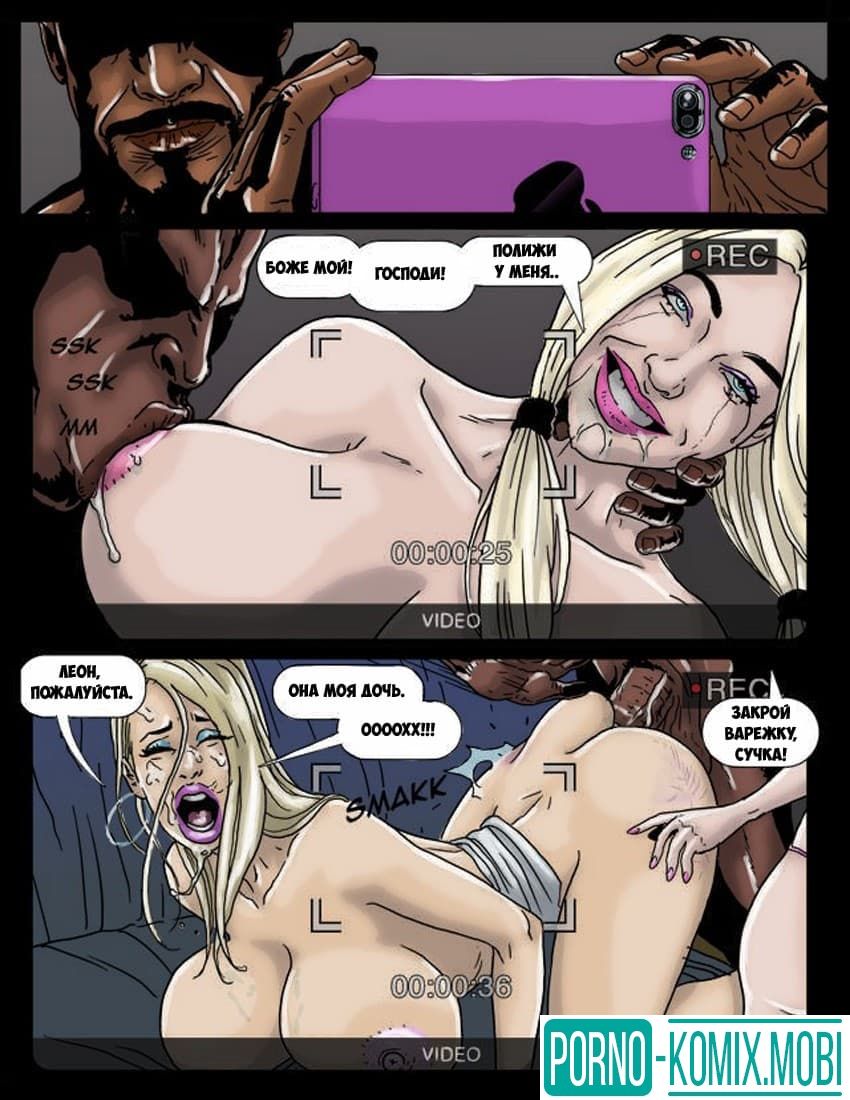 БОЖЕ МОЙ!
ГОСПОДИ!
ПОЛИЖИ
У МЕНЯ..
REC
SSK
SSK
MM
00:00:25
VIDEO
ЛЕОН,
ПОЖАЛУЙСТА.
ОНА МОЯ ДОЧЬ.
ООООХХ!!!
REC
ЗАКРОЙ
ВАРЕЖКУ,
СУЧКА!
SMAKK
00:00:36
VIDEO
PORNO-KOMIX.MOBI